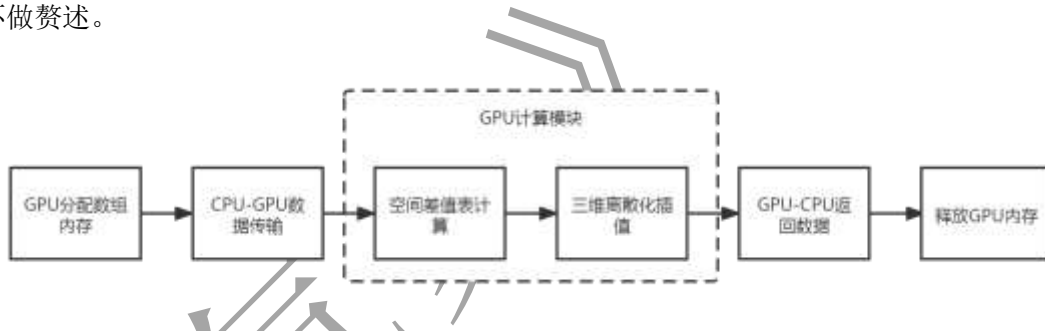 不做赘述。
GPU计算模块
GPU分配数组
内存
CPU-GPU数
据传输
空间差值表计
算
三维离散化插
值
GPU-CPU返
回数据
释放GPU内存